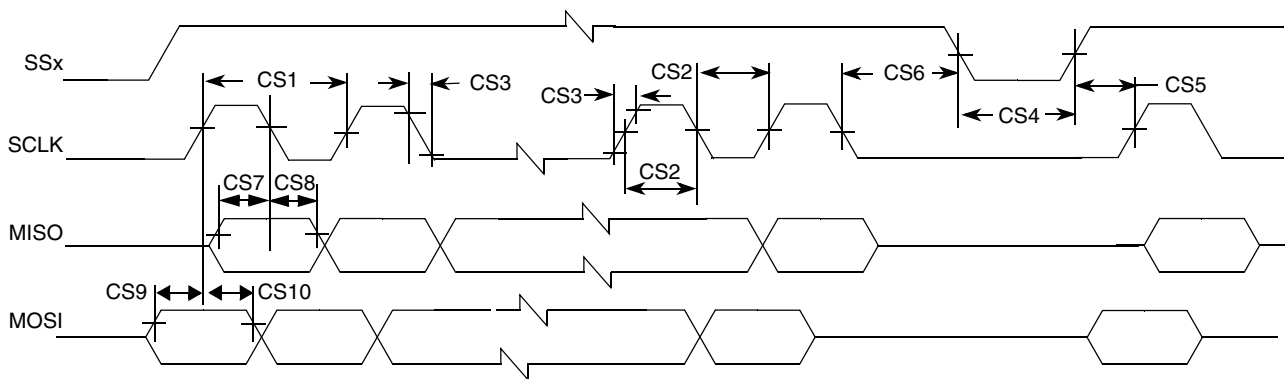 SSx
CS1
CS3
CS3
CS2
CS6
CS4
CS5
SCLK
CS2
CS7
CS8
MISO
CS9
CS10
MOSI